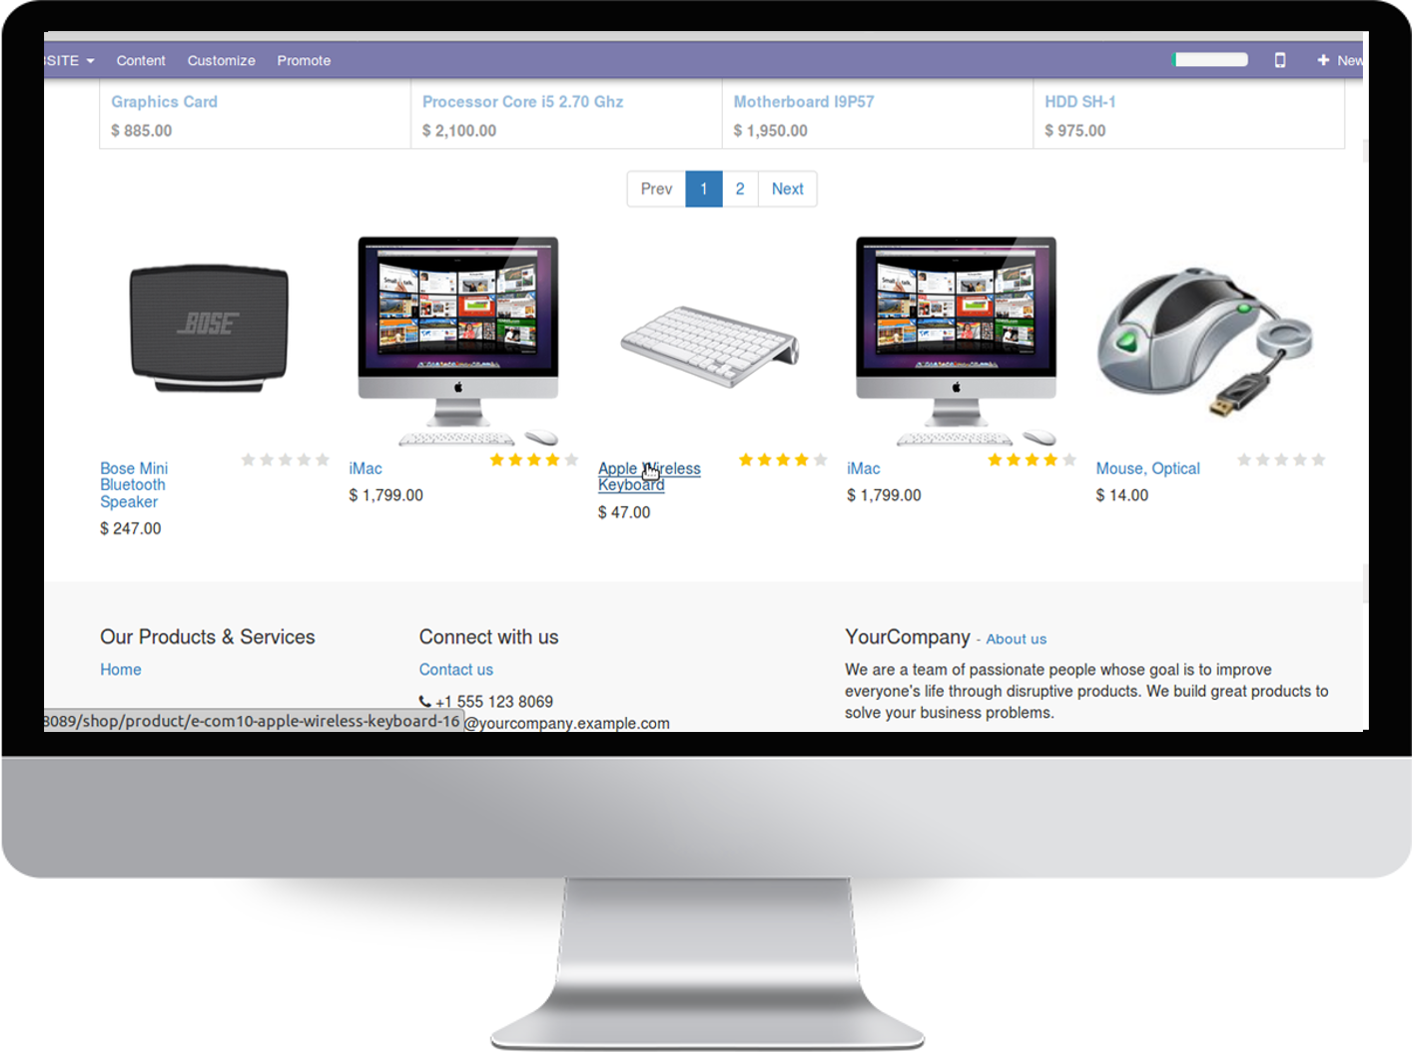 SITE Content Customize Promote New
Graphics Card Processor Core i5 2.70 Ghz Motherboard I9P57 HDD SH-1
$ 885.00 $ 2,100.00 $ 1,950.00 $ 975.00
Prev 1 2 Next
BOSE
Bose Mini Bluetooth Speaker
$ 247.00
iMac
$ 1,799.00
Apple Wireless
Keyboard
$ 47.00
iMac
$ 1,799.00
Mouse, Optical
$ 14.00
Our Products & Services
Home
Connect with us
Contact us
+1 555 123 8069
@yourcompany.example.com
YourCompany - About us
We are a team of passionate people whose goal is to improve
everyone's life through disruptive products. We build great products to
solve your business problems.
8089/shop/product/e-com10-apple-wireless-keyboard-16